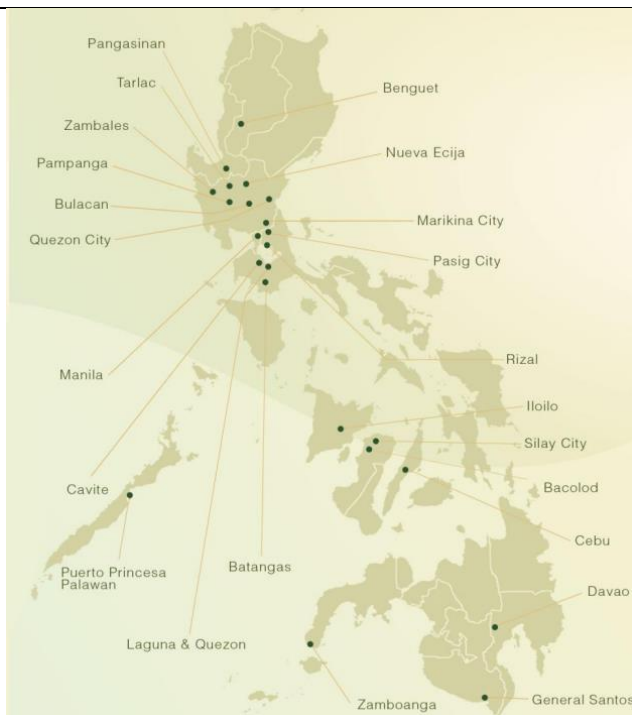 Pangasinan
Tarlac
Benguet
Zambales
Nueva Ecija
Pampanga
Bulacan
Marikina City
Quezon City
Pasig City
Rizal
Manila
Iloilo
Silay City
Cavite
Bacolod
Cebu
Puerto Princesa
Palawan
Batangas
Davao
Laguna & Quezon
Zamboanga
General Santos